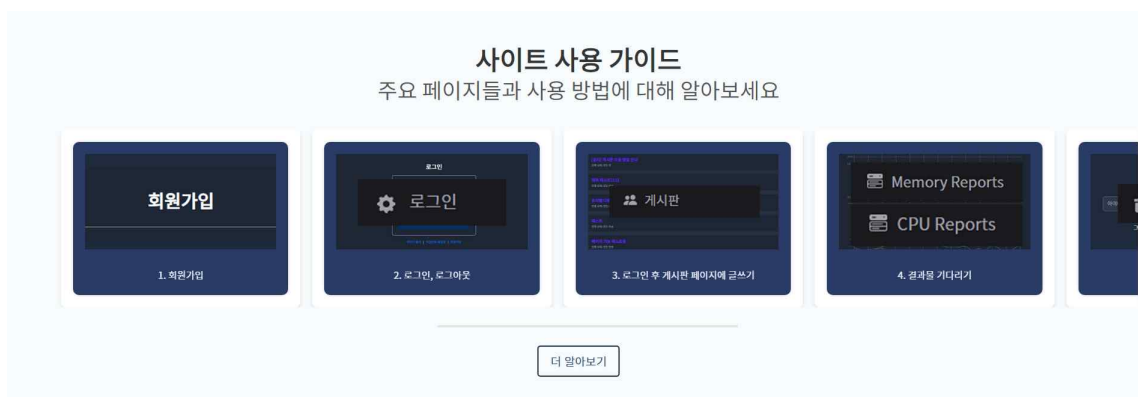 사이트 사용 가이드
주요 페이지들과 사용 방법에 대해 알아보세요
회원가입
1. 회원가입
로그인
로그인
2. 로그인, 로그아웃
게시판
3. 로그인 후 게시판 페이지에 글쓰기
Memory Reports
CPU Reports
4. 결과물 기다리기
더 알아보기